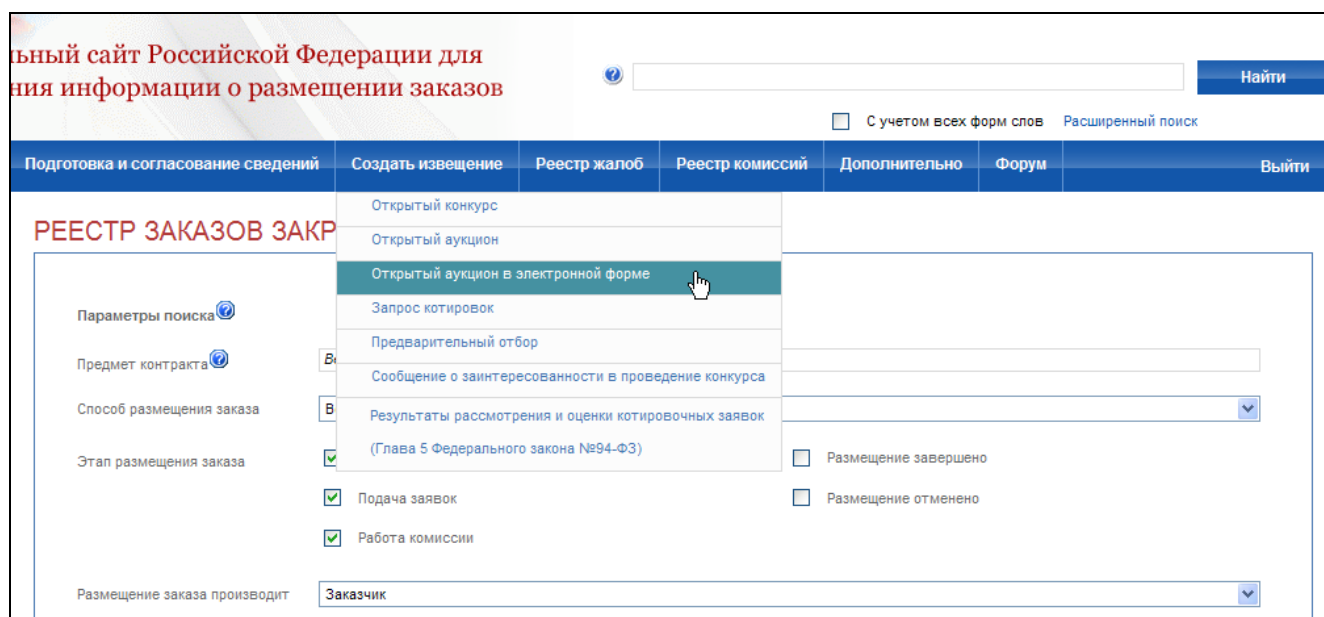 ьный сайт Российской Федерации для
ния информации о размещении заказов
Найти
С учетом всех форм слов Расширенный поиск
Подготовка и согласование сведений Создать извещение Реестр жалоб Реестр комиссий Дополнительно Форум Выйти
Открытый конкурс
РЕЕСТР ЗАКАЗОВ ЗАКР
Открытый аукцион
Открытый аукцион в электронной форме
Запрос котировок
Параметры поиска
Предварительный отбор
Предмет контракта
Сообщение о заинтересованности в проведение конкурса
Способ размещения заказа В
Результаты рассмотрения и оценки котировочных заявок
(Глава 5 Федерального закона №94-ФЗ)
Этап размещения заказа Размещение завершено
Подача заявок Размещение отменено
Работа комиссии
Размещение заказа производит Заказчик